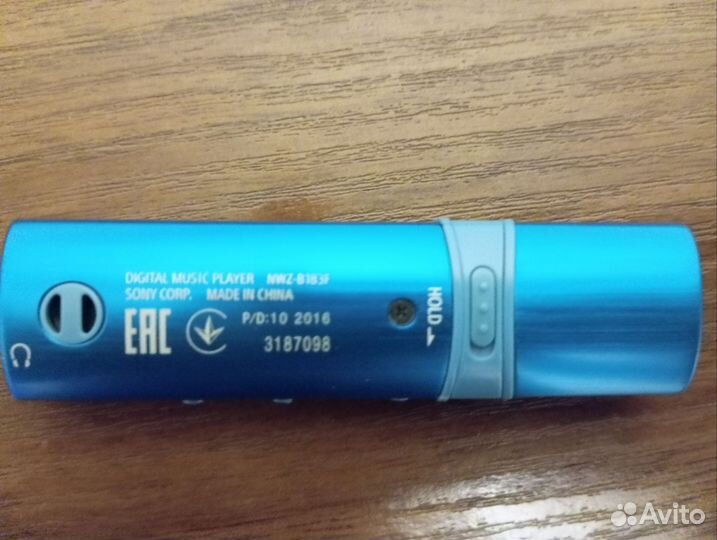 DIGITAL MUSIC PLAYER NWZ-B183F
SONY CORP. MADE IN CHINA
EAC P/D:10 2016
3187098
HOLD
Avito